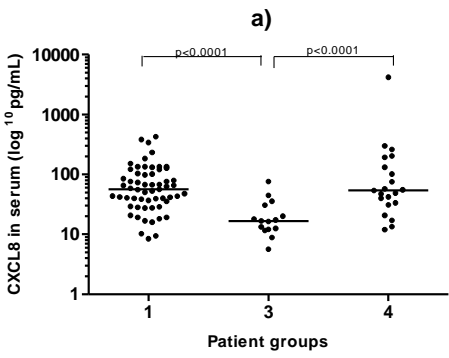 a)
p<0.0001 p<0.0001
10000
1000
100
10
1
CXCL8 in serum (log 10 pg/mL)
1 3 4
Patient groups